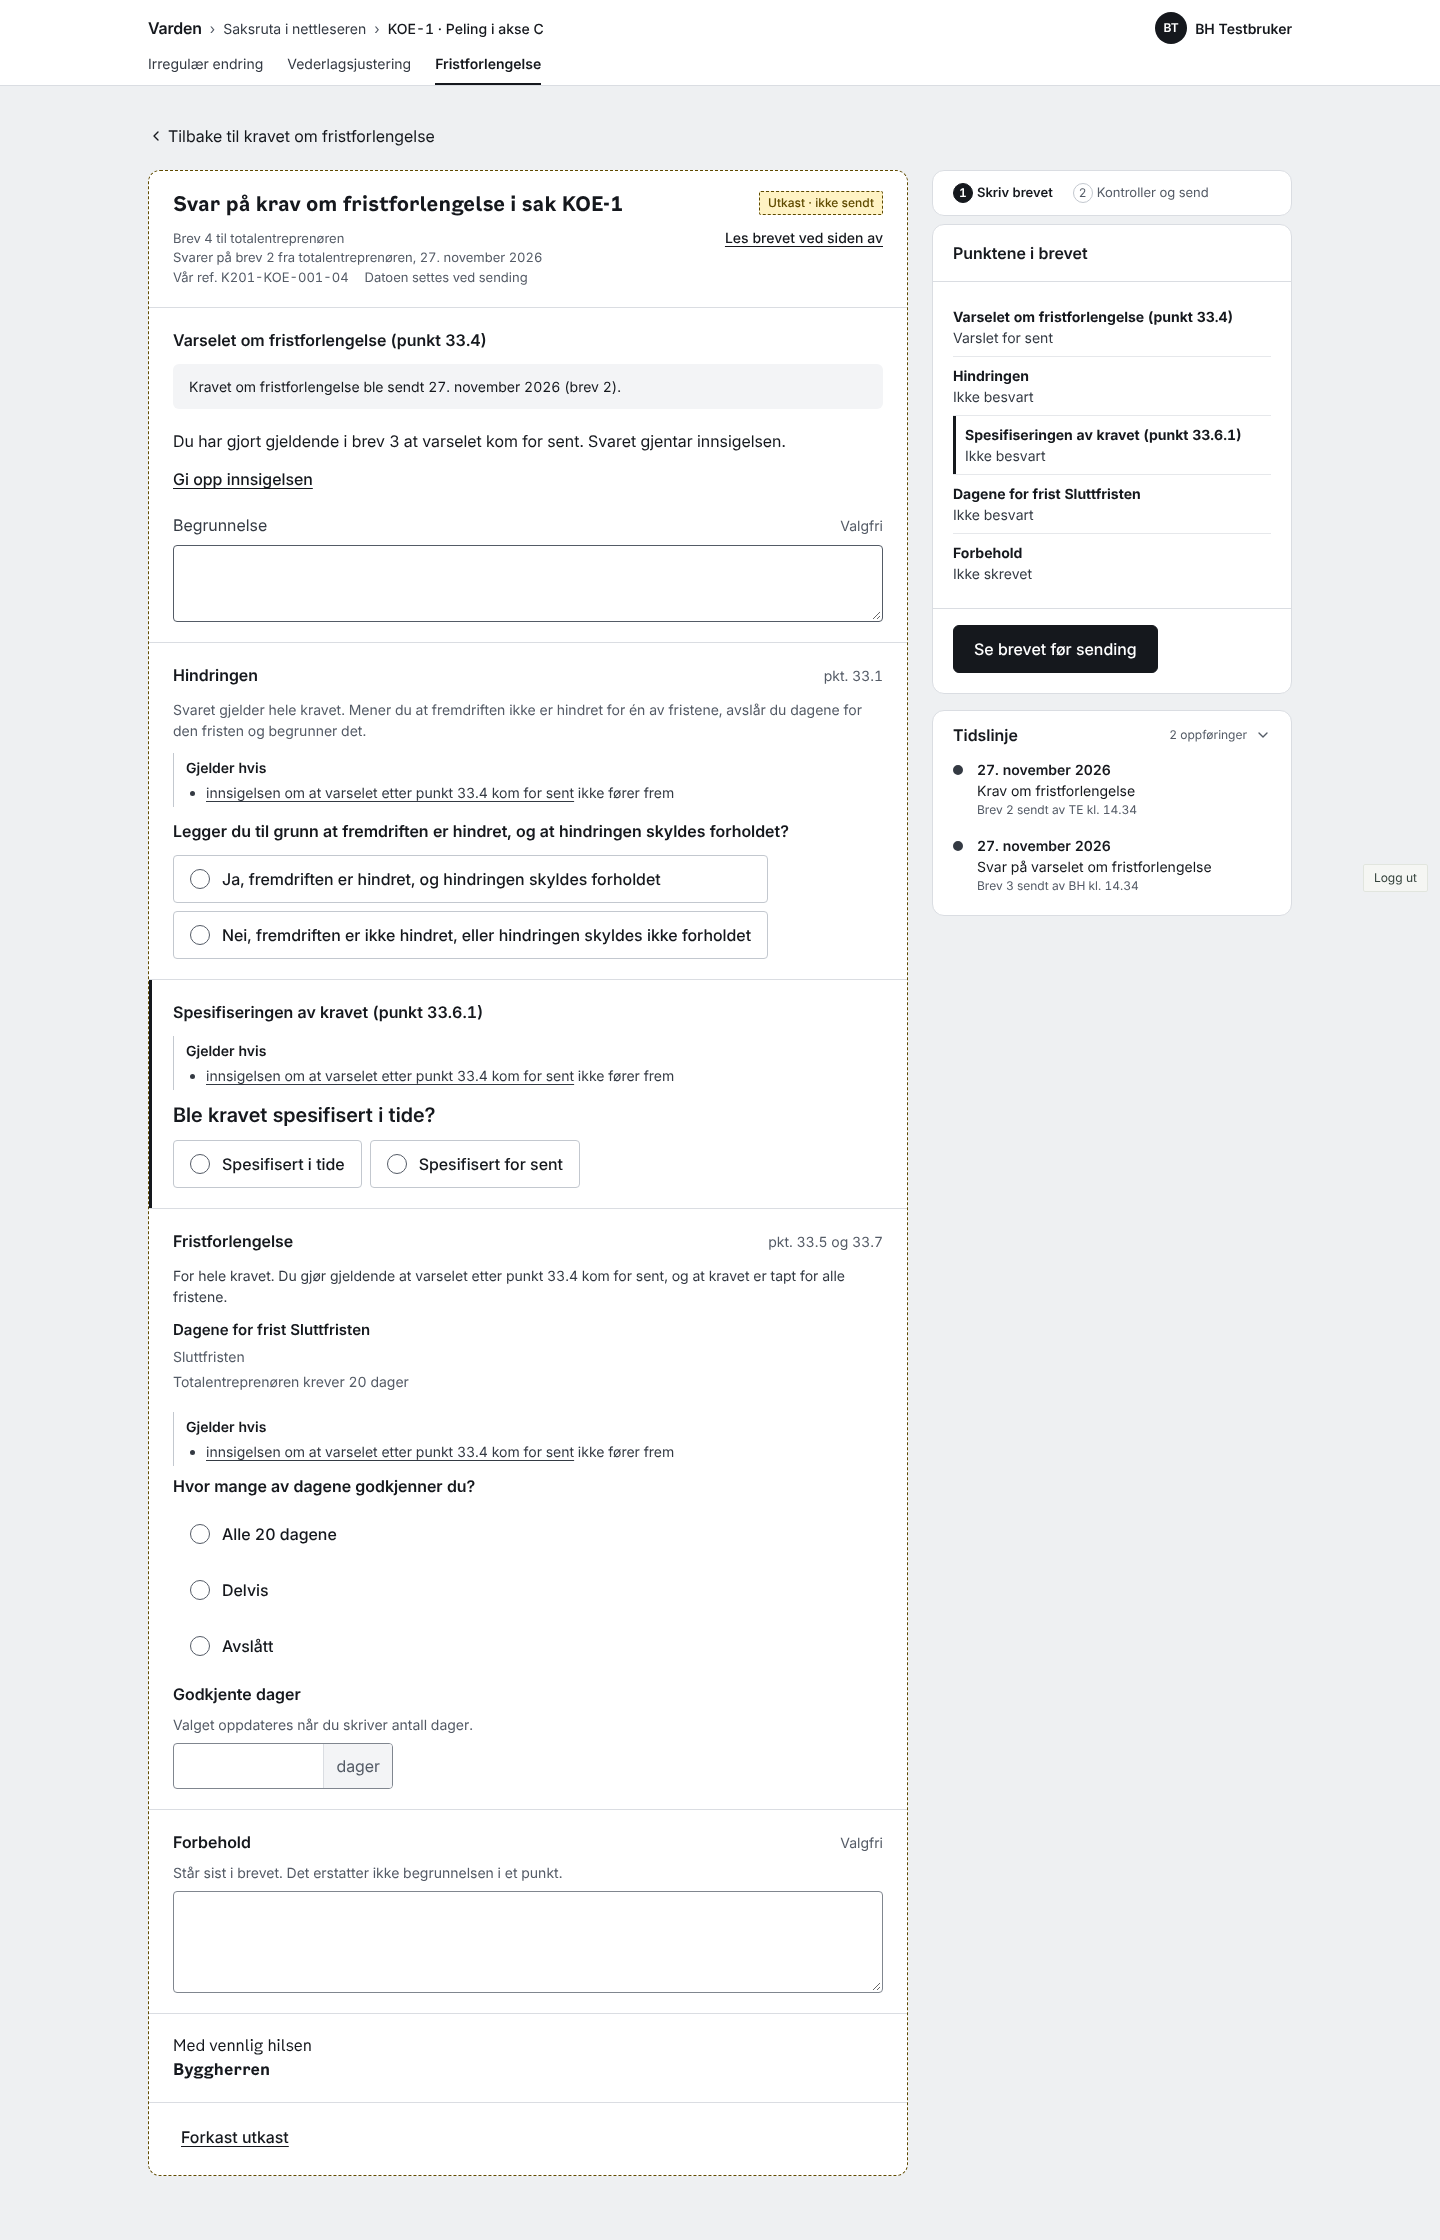 Varden › Saksruta i nettleseren › KOE-1 · Peling i akse C
BT BH Testbruker
Irregulær endring Vederlagsjustering Fristforlengelse
Tilbake til kravet om fristforlengelse
Svar på krav om fristforlengelse i sak KOE-1
Utkast · ikke sendt
Brev 4 til totalentreprenøren
Les brevet ved siden av
Svarer på brev 2 fra totalentreprenøren, 27. november 2026
Vår ref. K201-KOE-001-04 Datoen settes ved sending
Varselet om fristforlengelse (punkt 33.4)
Kravet om fristforlengelse ble sendt 27. november 2026 (brev 2).
Du har gjort gjeldende i brev 3 at varselet kom for sent. Svaret gjentar innsigelsen.
Gi opp innsigelsen
Begrunnelse Valgfri
Hindringen pkt. 33.1
Svaret gjelder hele kravet. Mener du at fremdriften ikke er hindret for én av fristene, avslår du dagene for
den fristen og begrunner det.
Gjelder hvis
• innsigelsen om at varselet etter punkt 33.4 kom for sent ikke fører frem
Legger du til grunn at fremdriften er hindret, og at hindringen skyldes forholdet?
Ja, fremdriften er hindret, og hindringen skyldes forholdet
Nei, fremdriften er ikke hindret, eller hindringen skyldes ikke forholdet
Spesifiseringen av kravet (punkt 33.6.1)
Gjelder hvis
• innsigelsen om at varselet etter punkt 33.4 kom for sent ikke fører frem
Ble kravet spesifisert i tide?
Spesifisert i tide Spesifisert for sent
Fristforlengelse pkt. 33.5 og 33.7
For hele kravet. Du gjør gjeldende at varselet etter punkt 33.4 kom for sent, og at kravet er tapt for alle
fristene.
Dagene for frist Sluttfristen
Sluttfristen
Totalentreprenøren krever 20 dager
Gjelder hvis
• innsigelsen om at varselet etter punkt 33.4 kom for sent ikke fører frem
Hvor mange av dagene godkjenner du?
Alle 20 dagene
Delvis
Avslått
Godkjente dager
Valget oppdateres når du skriver antall dager.
dager
Forbehold Valgfri
Står sist i brevet. Det erstatter ikke begrunnelsen i et punkt.
Med vennlig hilsen
Byggherren
Forkast utkast
1 Skriv brevet 2 Kontroller og send
Punktene i brevet
Varselet om fristforlengelse (punkt 33.4)
Varslet for sent
Hindringen
Ikke besvart
Spesifiseringen av kravet (punkt 33.6.1)
Ikke besvart
Dagene for frist Sluttfristen
Ikke besvart
Forbehold
Ikke skrevet
Se brevet før sending
Tidslinje 2 oppføringer
27. november 2026
Krav om fristforlengelse
Brev 2 sendt av TE kl. 14.34
27. november 2026
Svar på varselet om fristforlengelse
Brev 3 sendt av BH kl. 14.34
Logg ut